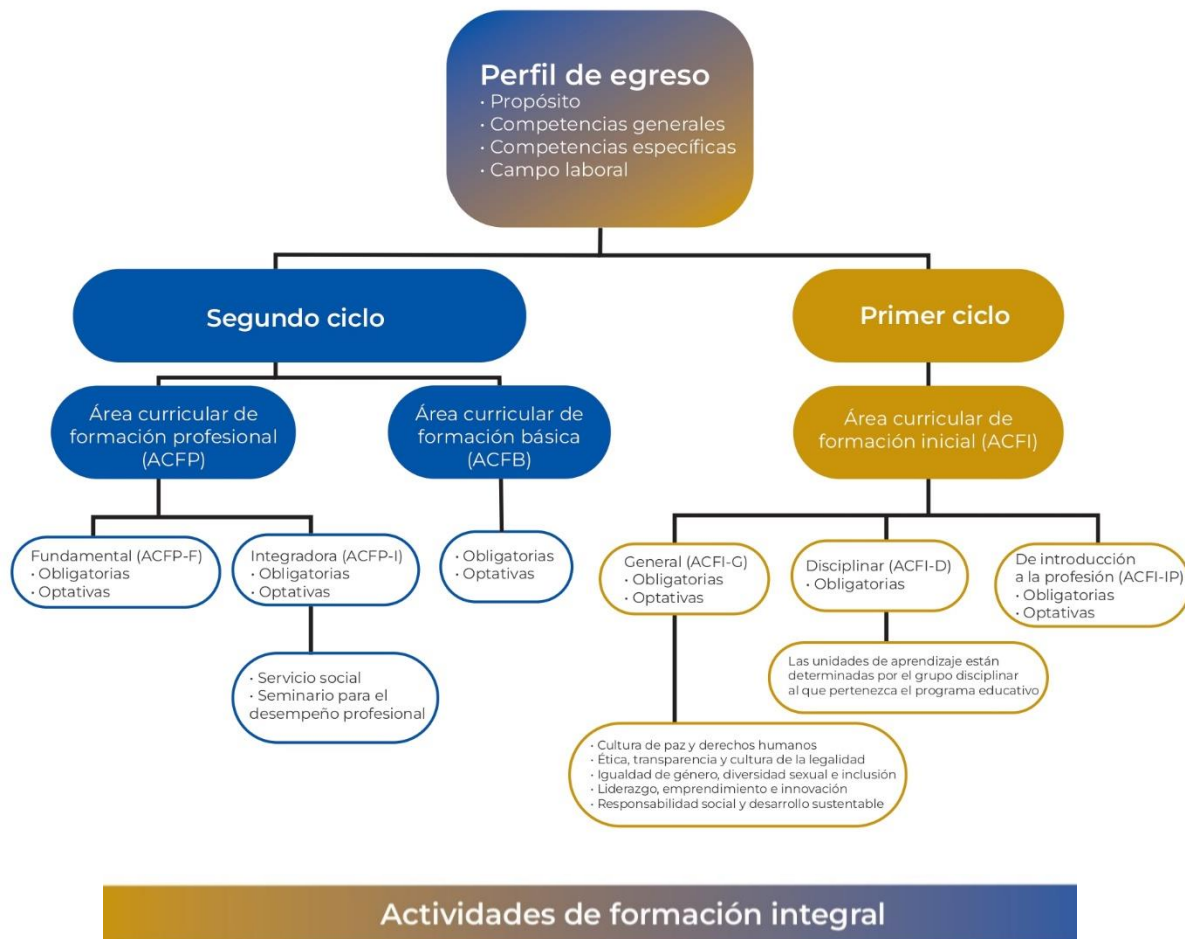 Perfil de egreso
· Propósito
· Competencias generales
· Competencias específicas
· Campo laboral
Segundo ciclo
Primer ciclo
Área curricular de
formación profesional
(ACFP)
Área curricular de
formación básica
(ACFB)
Área curricular de
formación inicial (ACFI)
Fundamental (ACFP-F)
· Obligatorias
· Optativas
Integradora (ACFP-I)
· Obligatorias
· Optativas
· Obligatorias
· Optativas
General (ACFI-G)
· Obligatorias
· Optativas
Disciplinar (ACFI-D)
· Obligatorias
De introducción
a la profesión (ACFI-IP)
· Obligatorias
· Optativas
· Servicio social
· Seminario para el
desempeño profesional
Las unidades de aprendizaje están
determinadas por el grupo disciplinar
al que pertenezca el programa educativo
· Cultura de paz y derechos humanos
· Ética, transparencia y cultura de la legalidad
· Igualdad de género, diversidad sexual e inclusión
· Liderazgo, emprendimiento e innovación
· Responsabilidad social y desarrollo sustentable
Actividades de formación integral